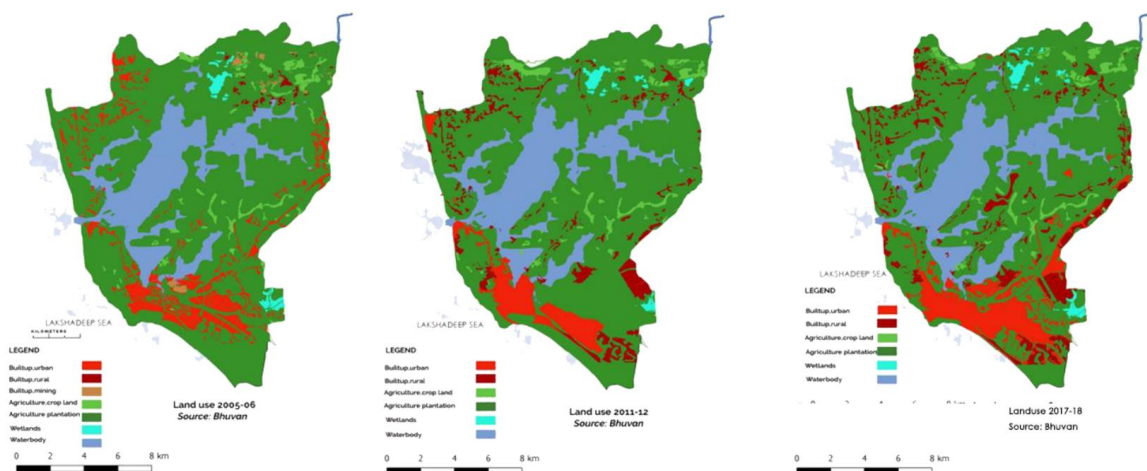 LAKSHADEEP SEA
KILOMETERS
LEGEND
Builtup,urban
Builtup,rural
Builtup,mining
Agriculture,crop land
Agriculture plantation
Wetlands
Waterbody
Land use 2005-06
Source: Bhuvan
0 2 4 6 8 km
LAKSHADEEP SEA
LEGEND
Builtup,urban
Builtup,rural
Agriculture,crop land
Agriculture plantation
Wetlands
Waterbody
Land use 2011-12
Source: Bhuvan
0 2 4 6 8 km
LAKSHADEEP SEA
LEGEND
Builtup,urban
Builtup,rural
Agriculture,crop land
Agriculture plantation
Wetlands
Waterbody
Landuse 2017-18
Source: Bhuvan
0 2 4 6 8 km